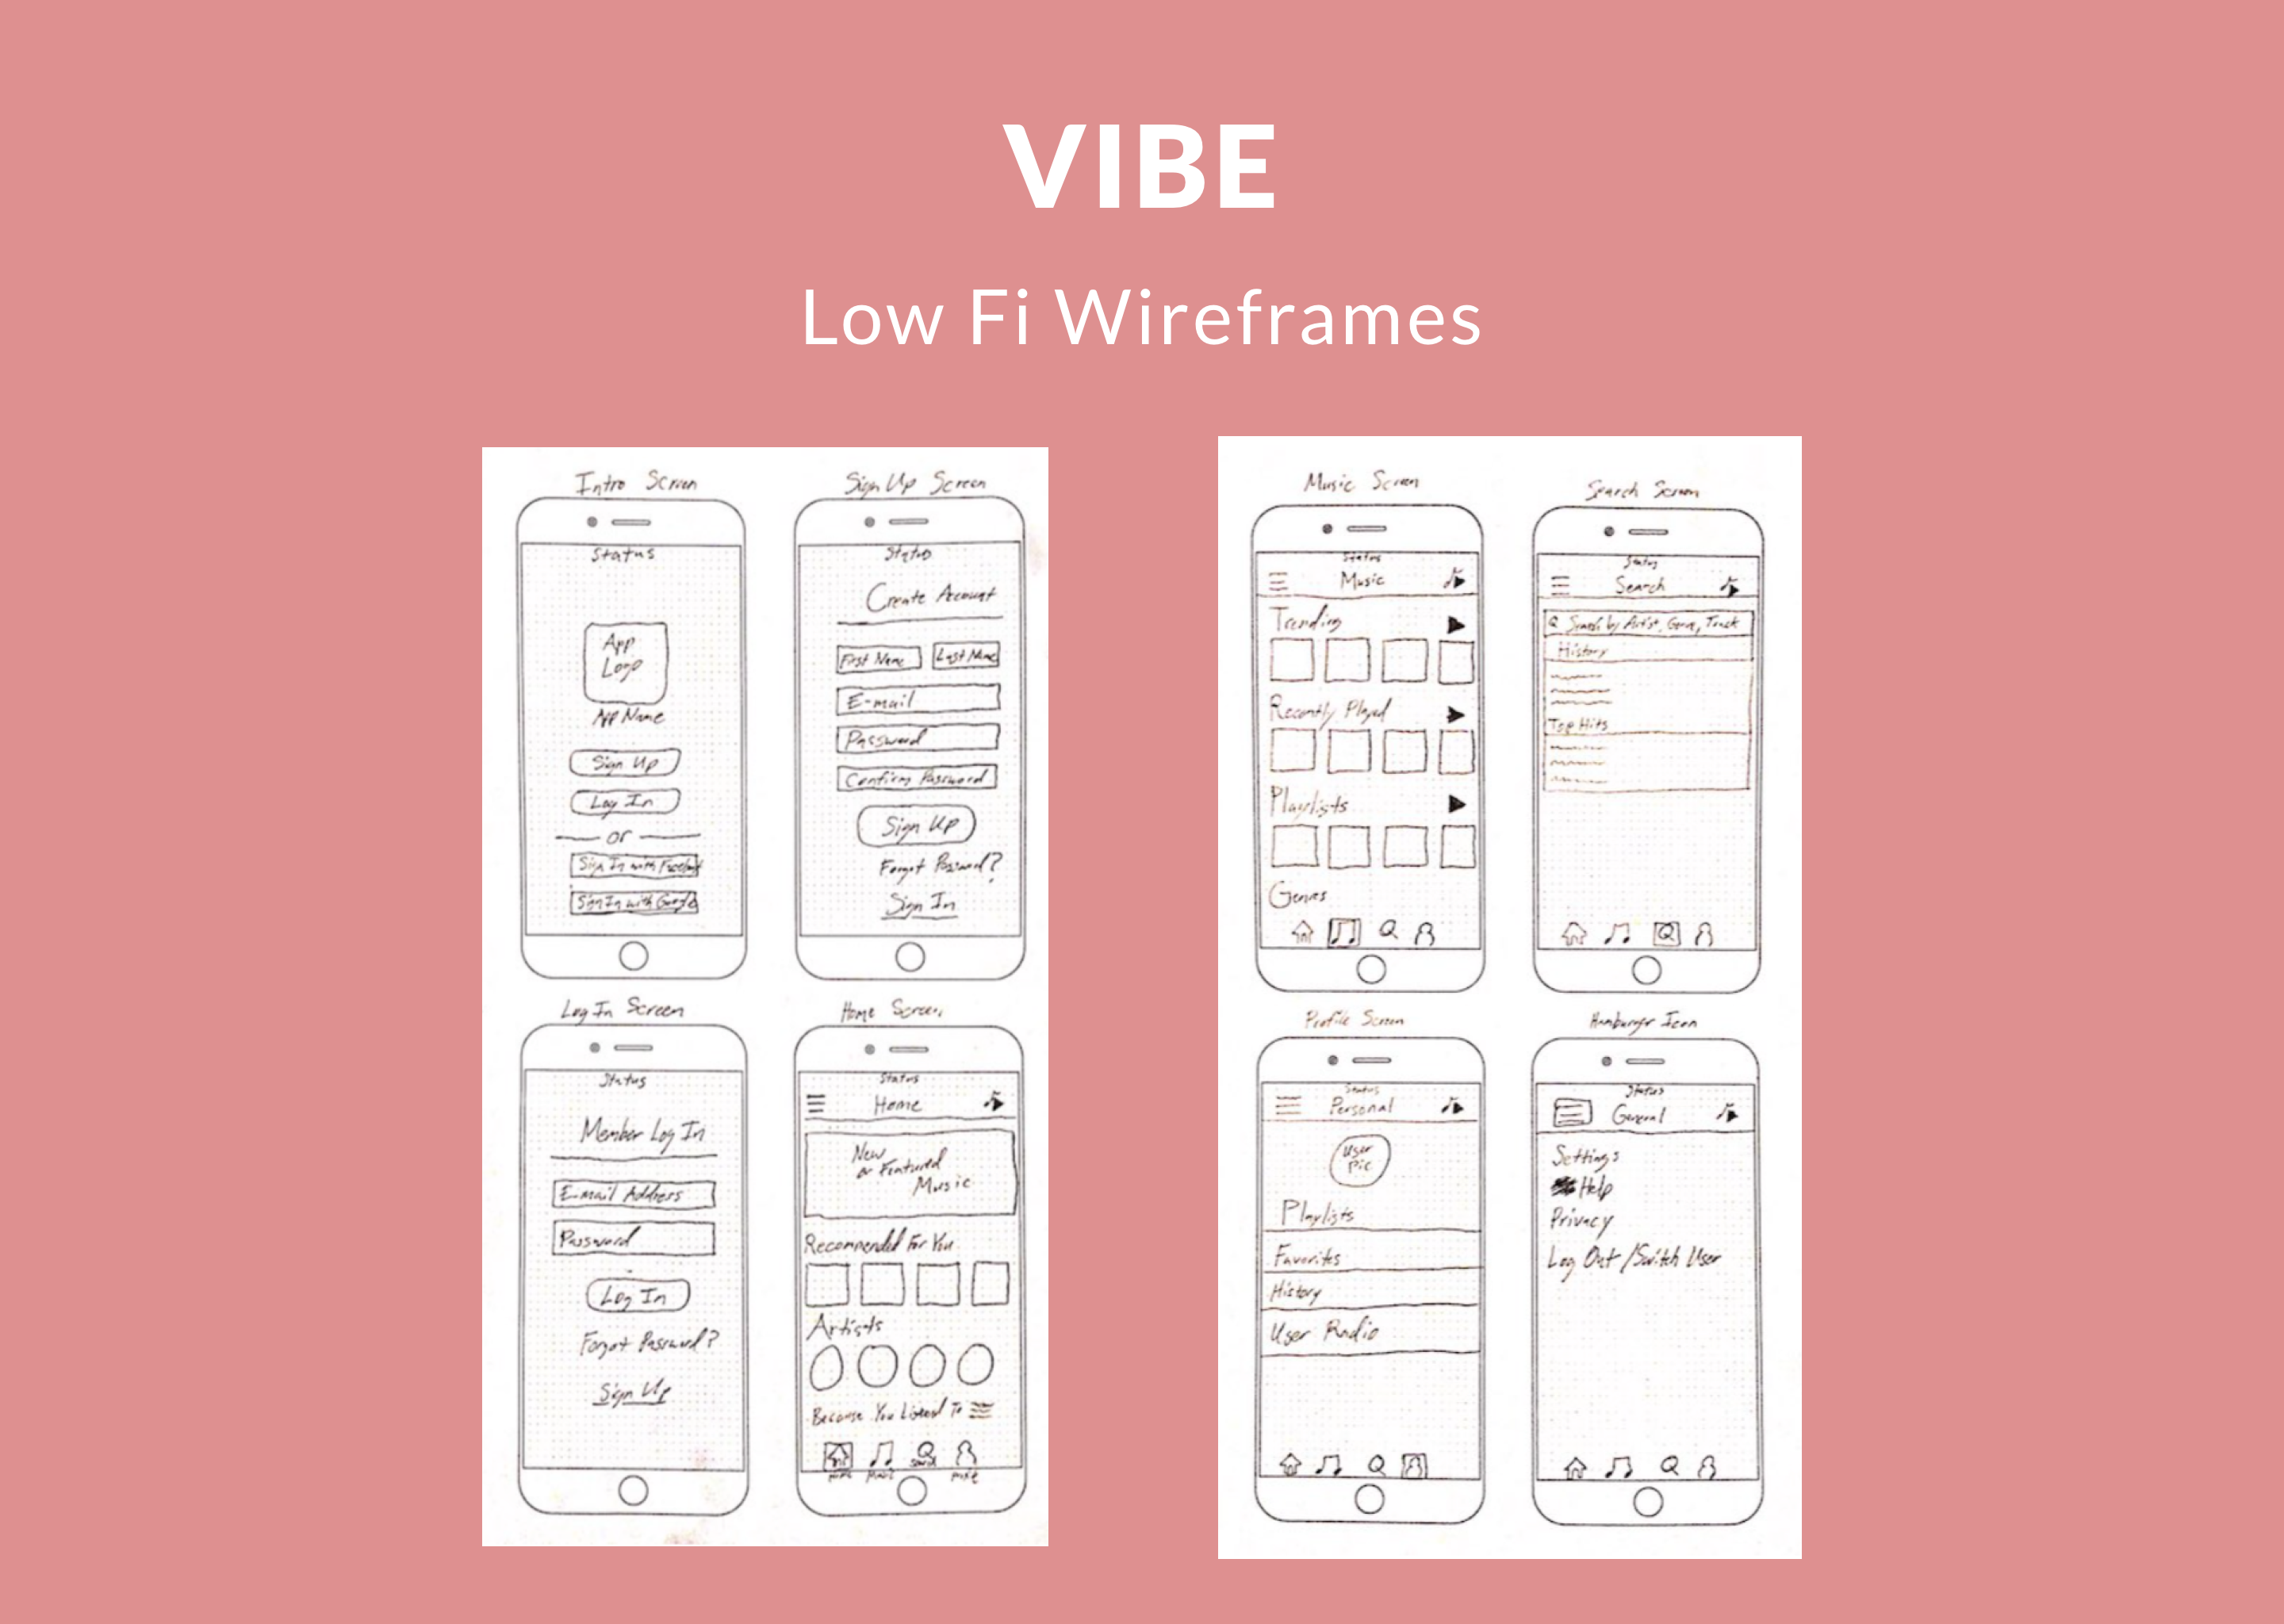 VIBE
Low Fi Wireframes
Intro Screen
Status
App
Logo
App Name
Sign Up
Log In
or
Sign In with Facebook
Sign In with Google
Sign Up Screen
Status
Create Account
First Name
Last Name
E-mail
Password
Confirm Password
Sign Up
Forgot Password?
Sign In
Log In Screen
Status
Member Log In
E-mail Address
Password
Log In
Forgot Password?
Sign Up
Home Screen
Status
Home
New
or Featured
Music
Recommended For You
Artists
Because You Listened To
Home Music Search Profile
Music Screen
Status
Music
Trending
Recently Played
Playlists
Genres
Search Screen
Status
Search
Search by Artist, Genre, Track
History
Top Hits
Profile Screen
Status
Personal
User
Pic
Playlists
Favorites
History
User Radio
Hamburger Icon
Status
General
Settings
Help
Privacy
Log Out/Switch User